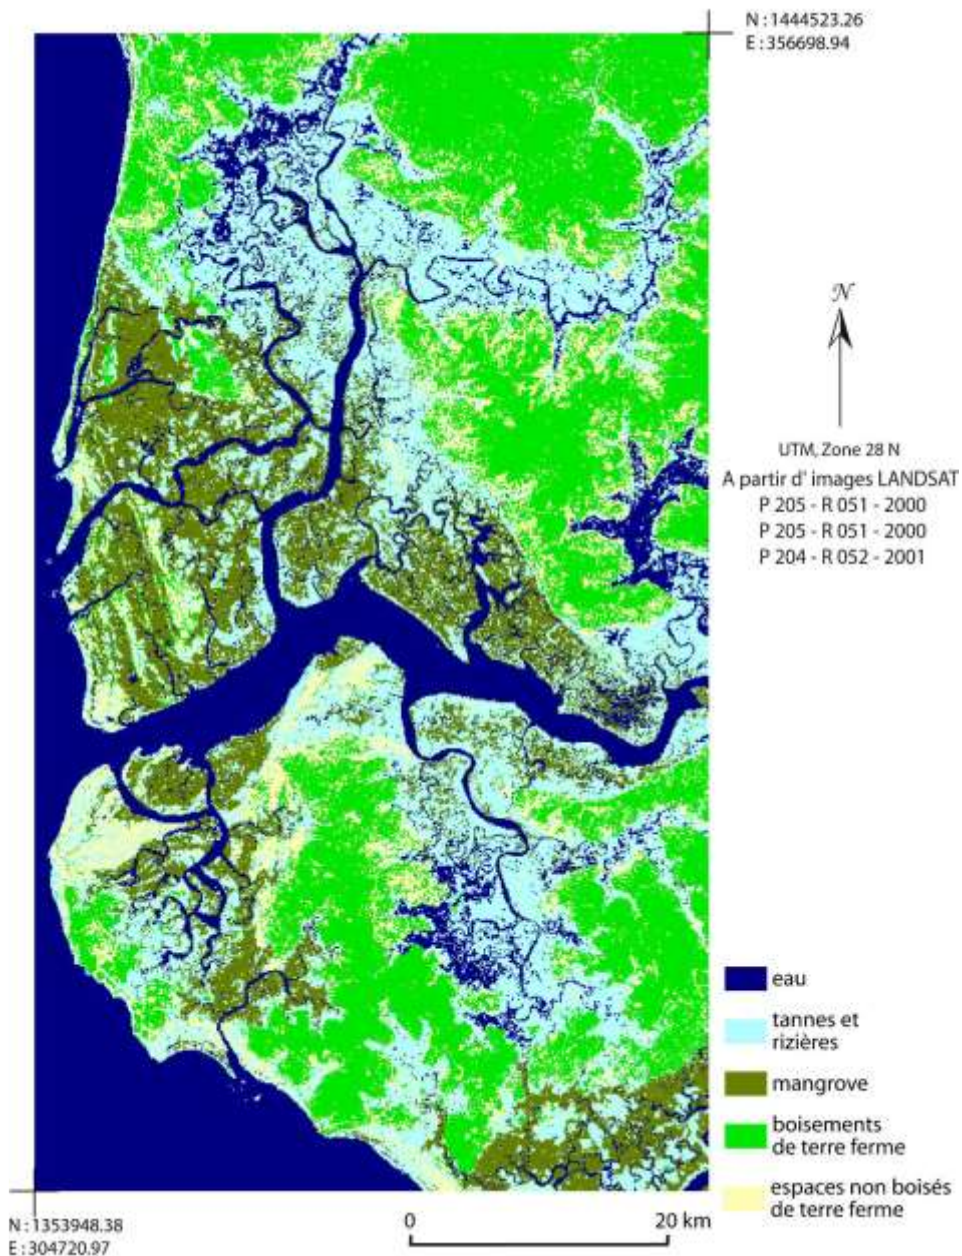 N : 1444523.26
E : 356698.94
N
UTM, Zone 28 N
A partir d' images LANDSAT
P 205 - R 051 - 2000
P 205 - R 051 - 2000
P 204 - R 052 - 2001
eau
tannes et
rizières
mangrove
boisements
de terre ferme
espaces non boisés
de terre ferme
N : 1353948.38
E : 304720.97
0 20 km